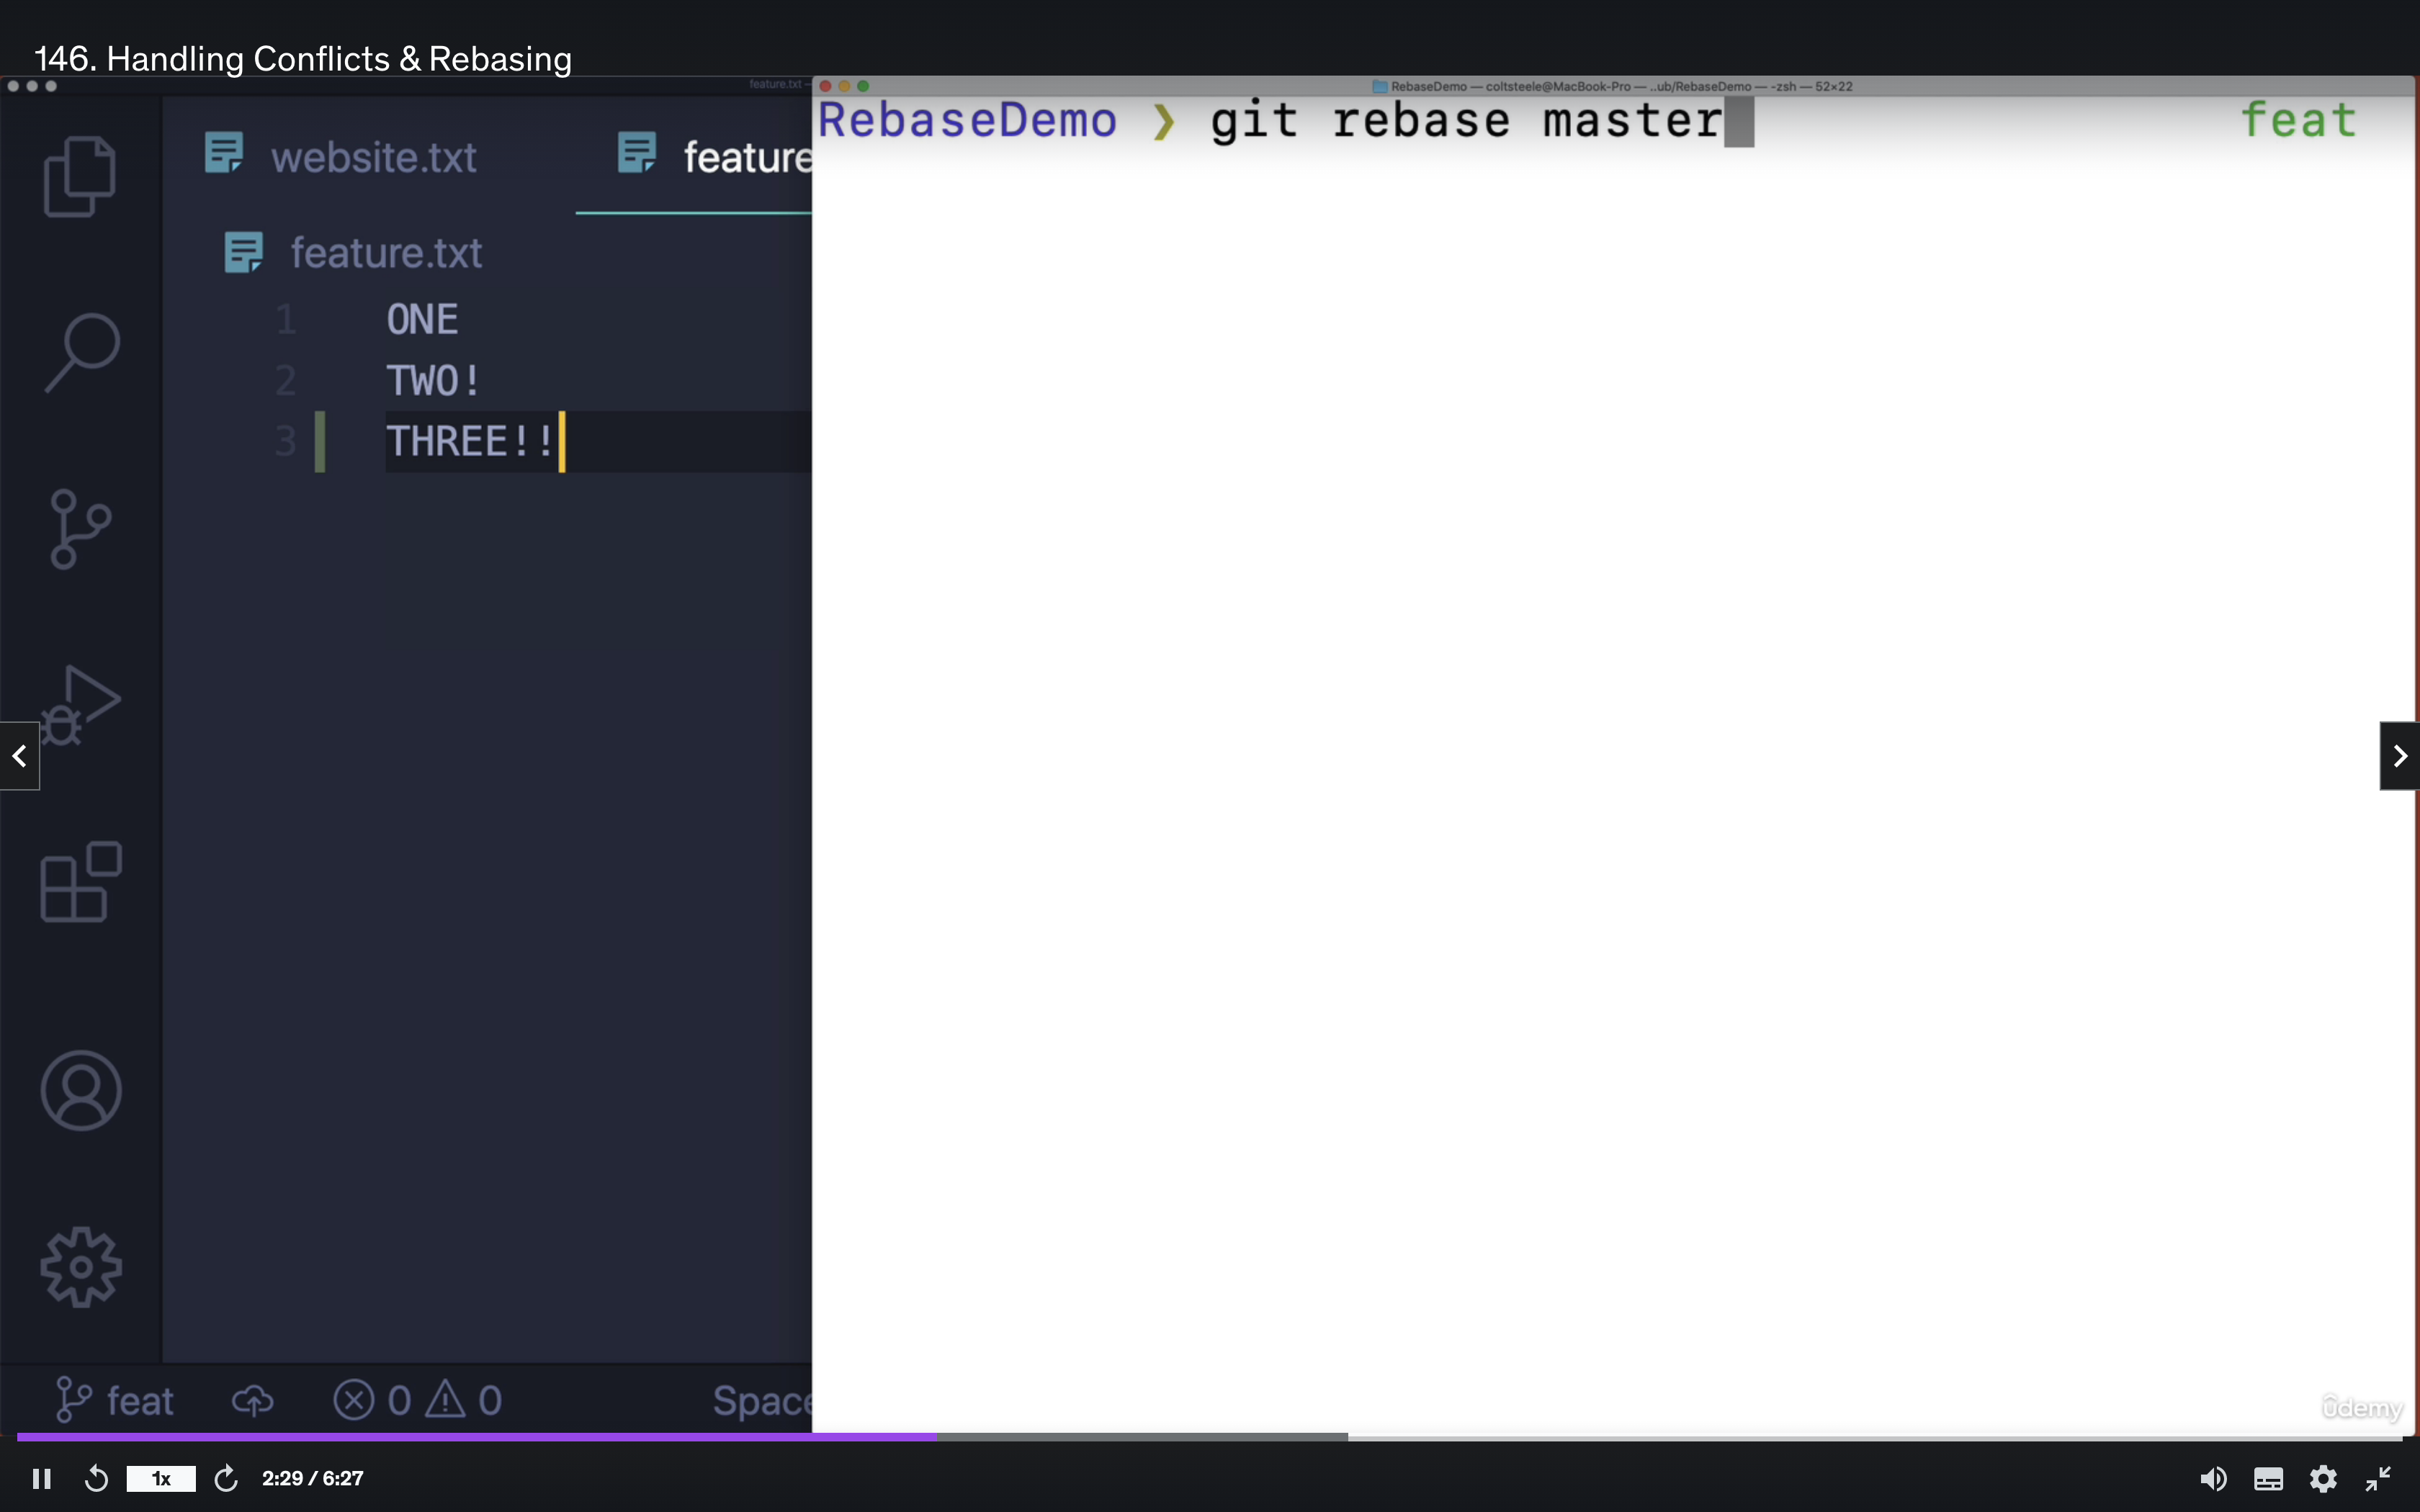 146. Handling Conflicts & Rebasing
feature.txt —
RebaseDemo — coltsteele@MacBook-Pro — ..ub/RebaseDemo — -zsh — 52×22
website.txt
feature
RebaseDemo ❯ git rebase master
feat
feature.txt
1 ONE
2 TWO!
3 THREE!!
feat
0
0
Space
ûdemy
1x
2:29 / 6:27